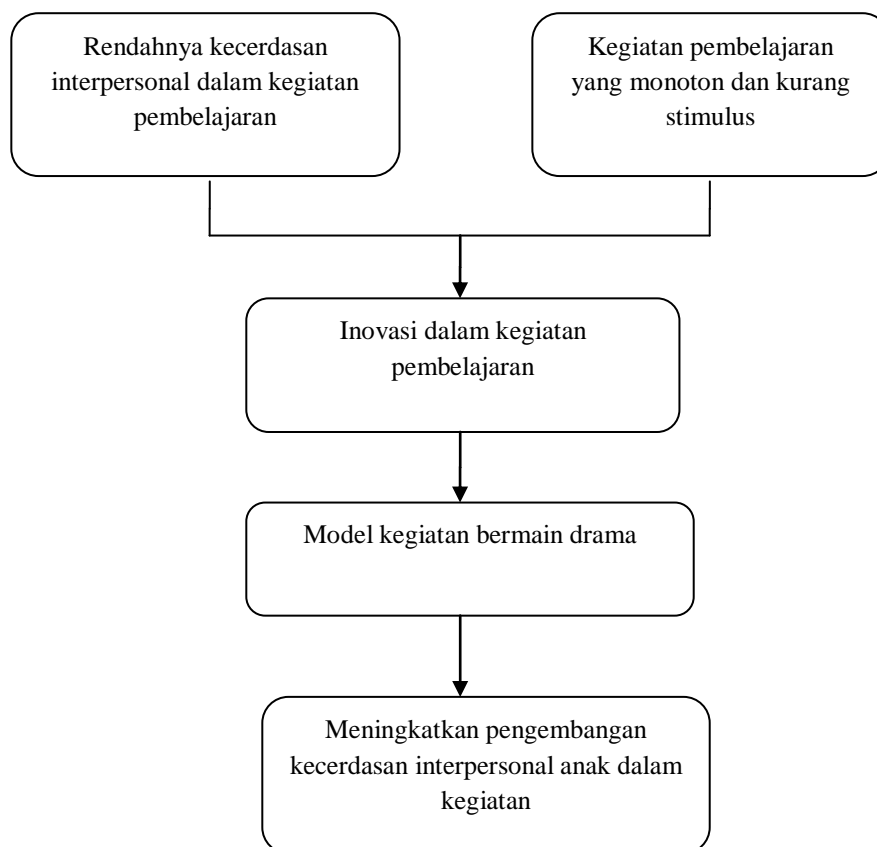 Rendahnya kecerdasan
interpersonal dalam kegiatan
pembelajaran
Kegiatan pembelajaran
yang monoton dan kurang
stimulus
Inovasi dalam kegiatan
pembelajaran
Model kegiatan bermain drama
Meningkatkan pengembangan
kecerdasan interpersonal anak dalam
kegiatan